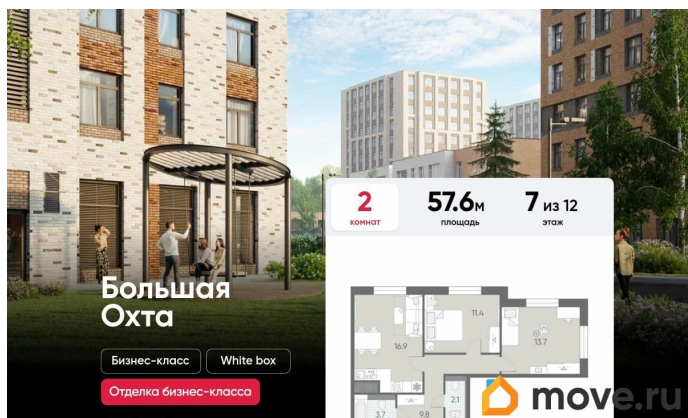 2
комнат
57.6м
площадь
7 из 12
этаж
Большая
Охта
Бизнес-класс
White box
Отделка бизнес-класса
16.9
11.4
13.7
3.7
9.8
2.1
move.ru